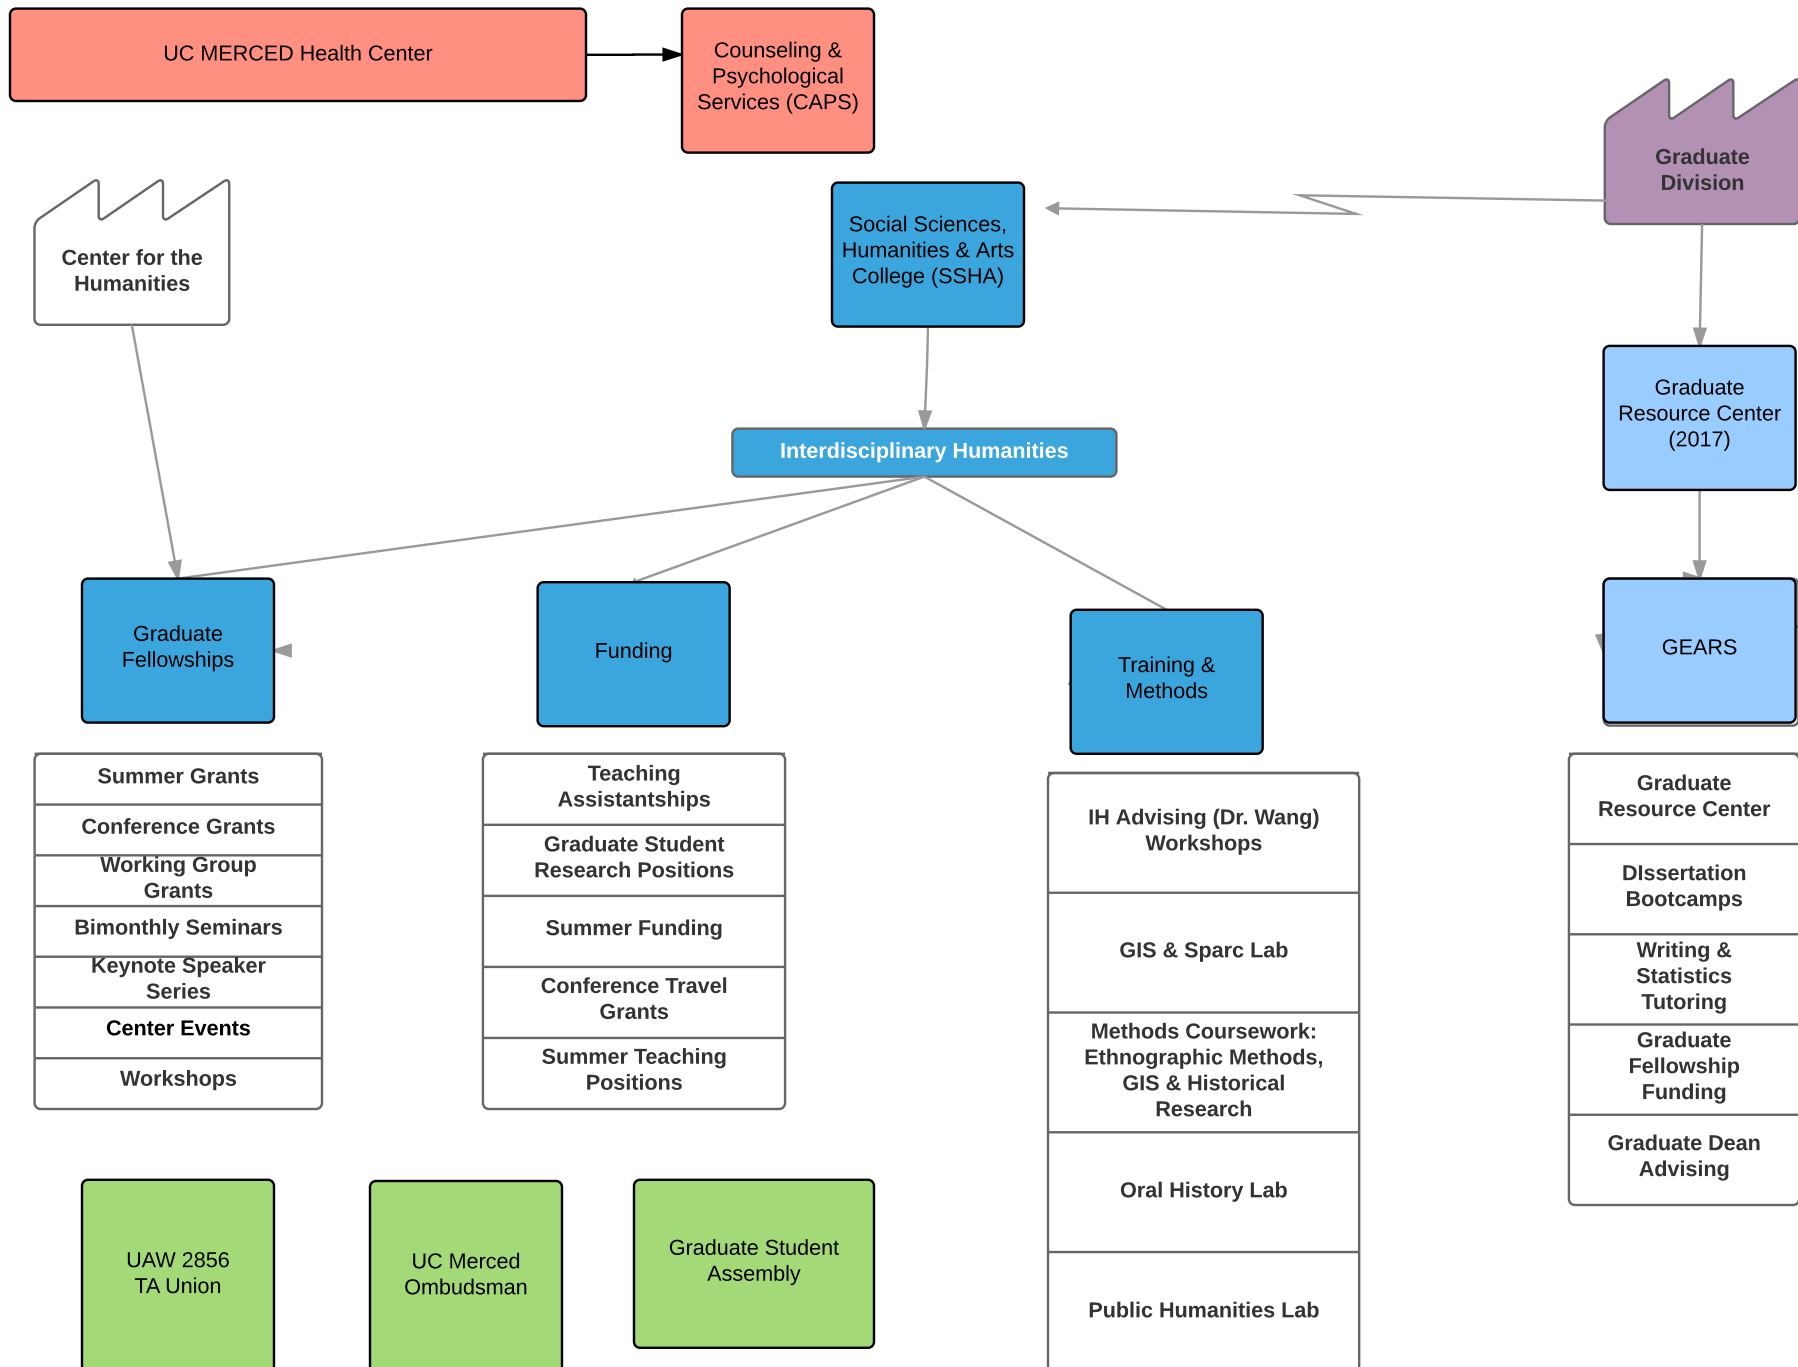 UC MERCED Health Center
Counseling &
Psychological
Services (CAPS)
Graduate
Division
Center for the
Humanities
Social Sciences,
Humanities & Arts
College (SSHA)
Graduate
Resource Center
(2017)
Interdisciplinary Humanities
Graduate
Fellowships
Funding
Training &
Methods
GEARS
Summer Grants
Conference Grants
Working Group
Grants
Bimonthly Seminars
Keynote Speaker
Series
Center Events
Workshops
Teaching
Assistantships
Graduate Student
Research Positions
Summer Funding
Conference Travel
Grants
Summer Teaching
Positions
IH Advising (Dr. Wang)
Workshops
GIS & Sparc Lab
Methods Coursework:
Ethnographic Methods,
GIS & Historical
Research
Oral History Lab
Public Humanities Lab
Graduate
Resource Center
DIssertation
Bootcamps
Writing &
Statistics
Tutoring
Graduate
Fellowship
Funding
Graduate Dean
Advising
UAW 2856
TA Union
UC Merced
Ombudsman
Graduate Student
Assembly